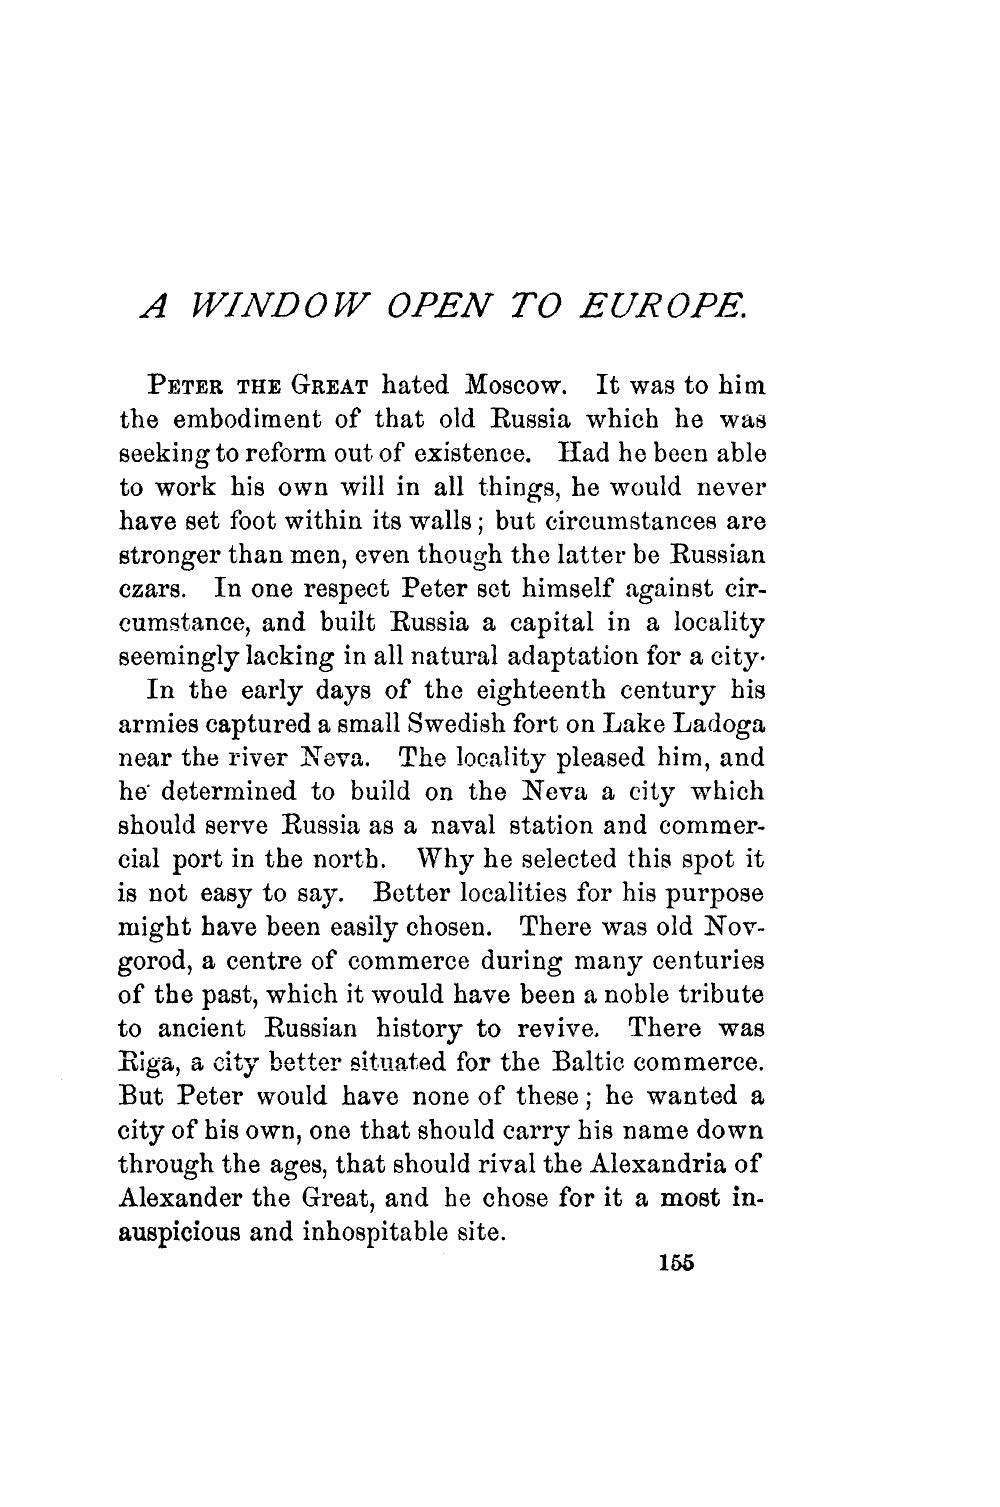 A WINDOW OPEN TO EUROPE.
PETER THE GREAT hated Moscow. It was to him
the embodiment of that old Russia which he was
seeking to reform out of existence. Had he been able
to work his own will in all things, he would never
have set foot within its walls; but circumstances are
stronger than men, even though the latter be Russian
czars. In one respect Peter set himself against cir-
cumstance, and built Russia a capital in a locality
seemingly lacking in all natural adaptation for a city.
In the early days of the eighteenth century his
armies captured a small Swedish fort on Lake Ladoga
near the river Neva. The locality pleased him, and
he determined to build on the Neva a city which
should serve Russia as a naval station and commer-
cial port in the north. Why he selected this spot it
is not easy to say. Better localities for his purpose
might have been easily chosen. There was old Nov-
gorod, a centre of commerce during many centuries
of the past, which it would have been a noble tribute
to ancient Russian history to revive. There was
Riga, a city better situated for the Baltic commerce.
But Peter would have none of these; he wanted a
city of his own, one that should carry his name down
through the ages, that should rival the Alexandria of
Alexander the Great, and he chose for it a most in-
auspicious and inhospitable site.
155